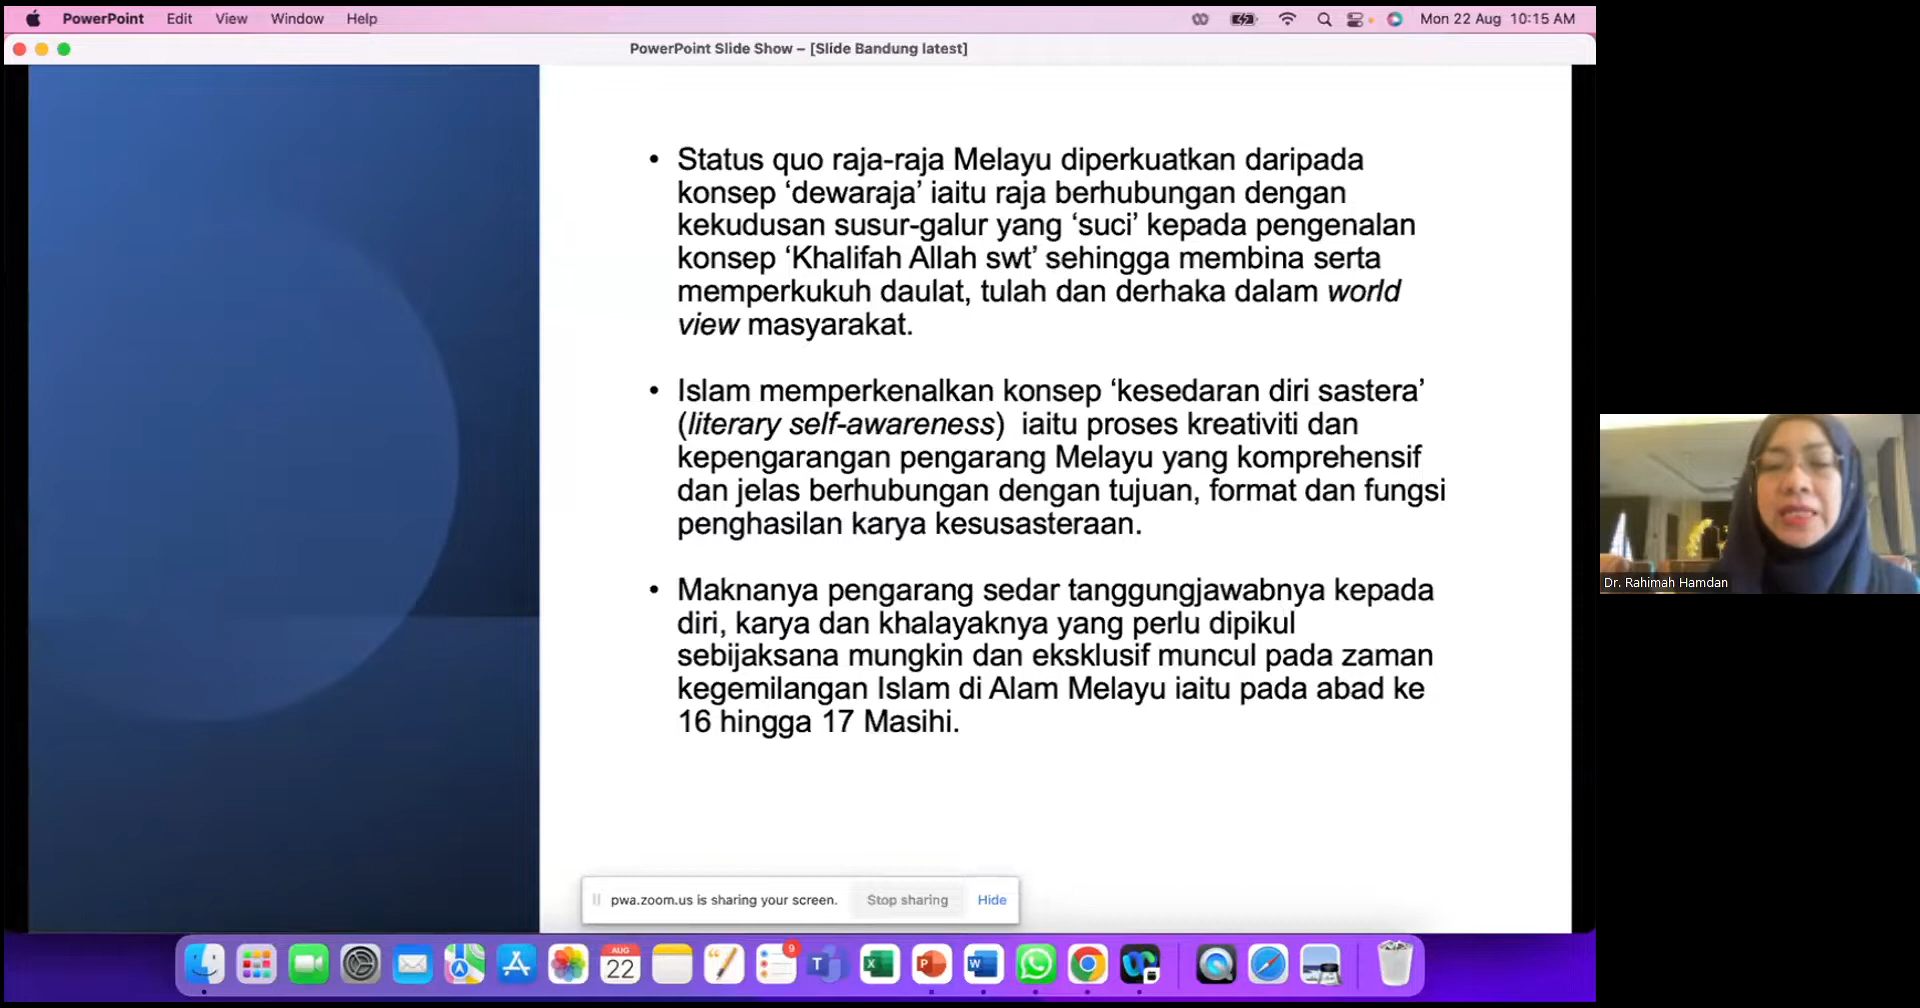 PowerPoint Edit View Window Help Mon 22 Aug 10:15 AM
PowerPoint Slide Show – [Slide Bandung latest]
• Status quo raja-raja Melayu diperkuatkan daripada
konsep ‘dewaraja’ iaitu raja berhubungan dengan
kekudusan susur-galur yang ‘suci’ kepada pengenalan
konsep ‘Khalifah Allah swt’ sehingga membina serta
memperkukuh daulat, tulah dan derhaka dalam world
view masyarakat.
• Islam memperkenalkan konsep ‘kesedaran diri sastera’
(literary self-awareness) iaitu proses kreativiti dan
kepengarangan pengarang Melayu yang komprehensif
dan jelas berhubungan dengan tujuan, format dan fungsi
penghasilan karya kesusasteraan.
• Maknanya pengarang sedar tanggungjawabnya kepada
diri, karya dan khalayaknya yang perlu dipikul
sebijaksana mungkin dan eksklusif muncul pada zaman
kegemilangan Islam di Alam Melayu iaitu pada abad ke
16 hingga 17 Masihi.
Dr. Rahimah Hamdan
pwa.zoom.us is sharing your screen. Stop sharing Hide
AUG
22
9
T
X
P
W